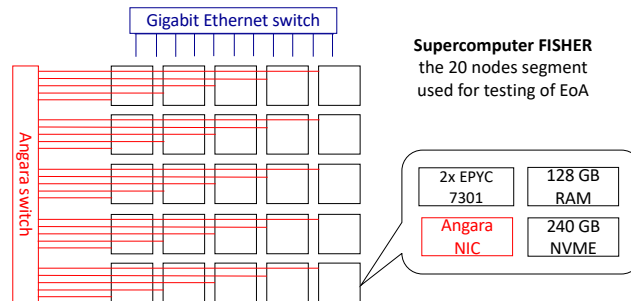 Gigabit Ethernet switch
Supercomputer FISHER
the 20 nodes segment
used for testing of EoA
Angara switch
2x EPYC
7301
128 GB
RAM
Angara
NIC
240 GB
NVME